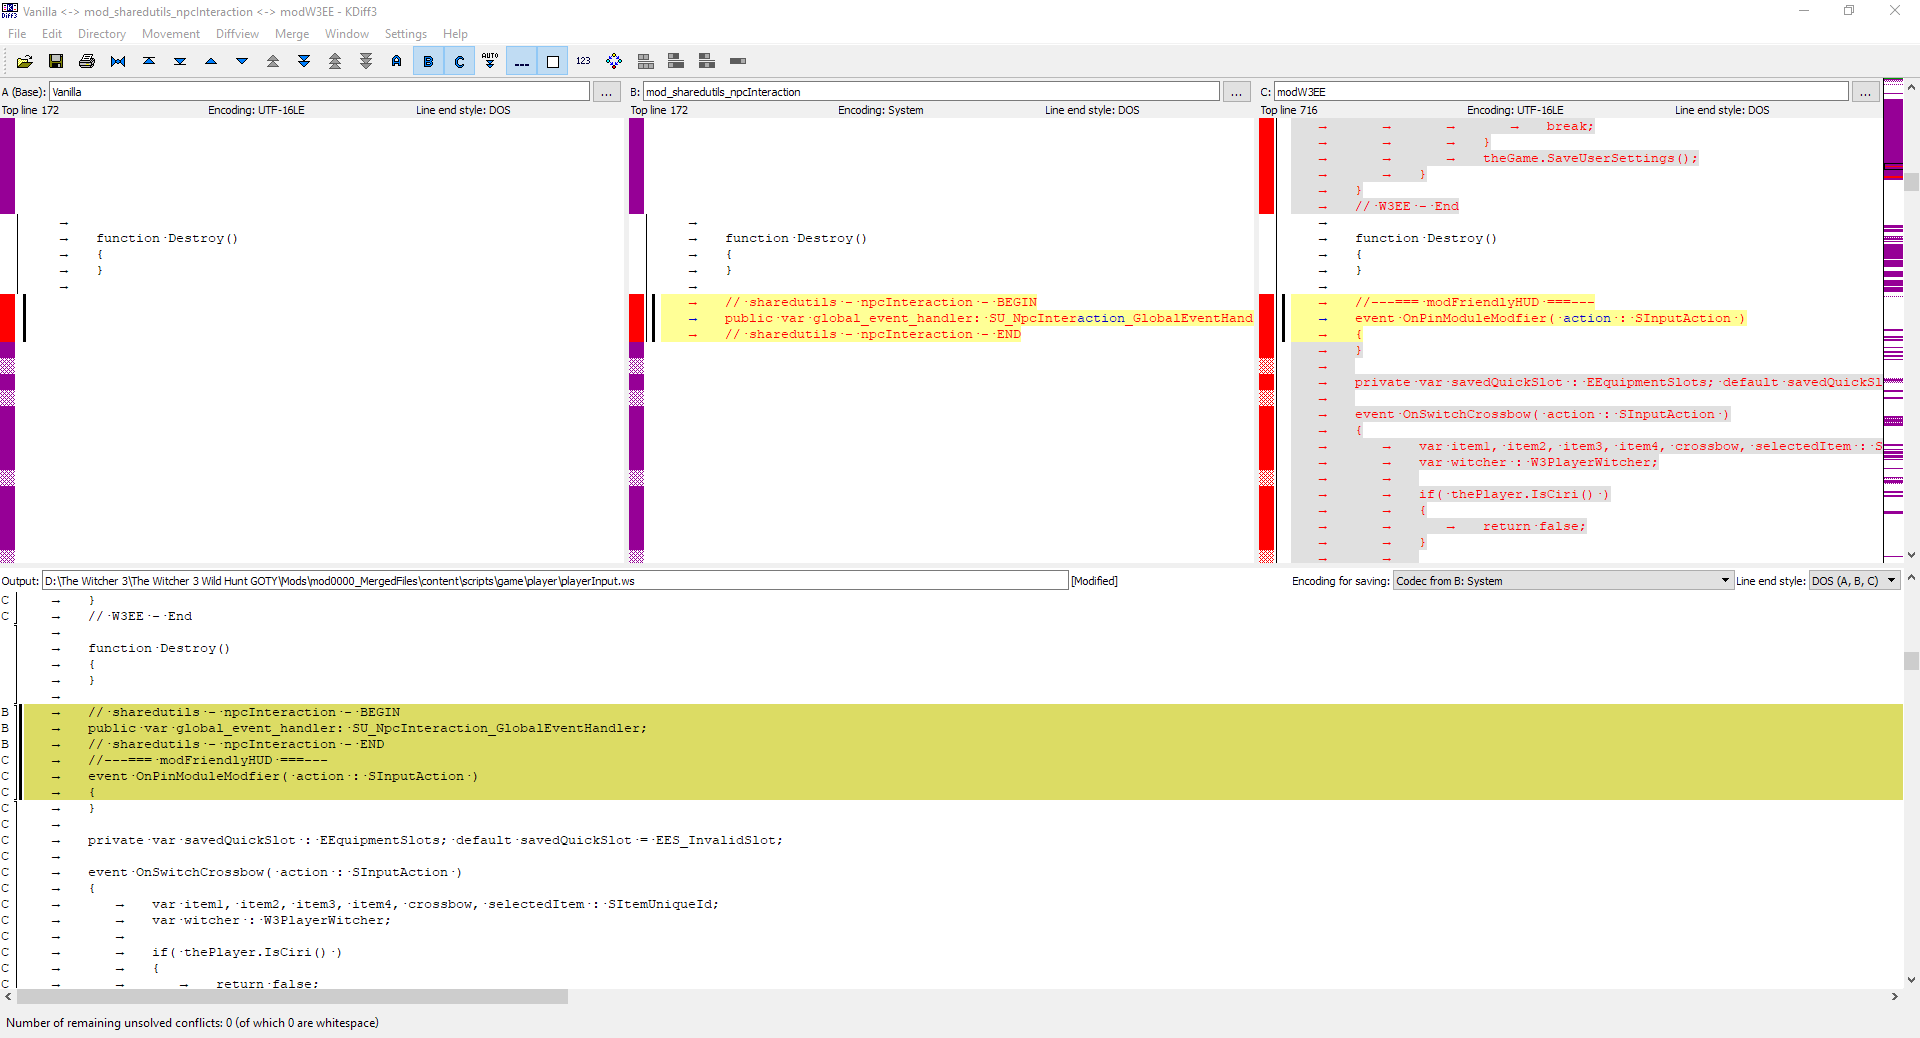 Vanilla <-> mod_sharedutils_npcInteraction <-> modW3EE - KDiff3
File Edit Directory Movement Diffview Merge Window Settings Help
A B C AUTO 123
A (Base): Vanilla ...
Top line 172 Encoding: UTF-16LE Line end style: DOS
function·Destroy()
{
}
B: mod_sharedutils_npcInteraction ...
Top line 172 Encoding: System Line end style: DOS
function·Destroy()
{
}
//·sharedutils·-·npcInteraction·-·BEGIN
public·var·global_event_handler:·SU_NpcInteraction_GlobalEventHand
//·sharedutils·-·npcInteraction·-·END
C: modW3EE ...
Top line 716 Encoding: UTF-16LE Line end style: DOS
break;
}
theGame.SaveUserSettings();
}
}
//·W3EE·-·End
function·Destroy()
{
}
//---===·modFriendlyHUD·===---
event·OnPinModuleModfier(·action·:·SInputAction·)
{
}
private·var·savedQuickSlot·:·EEquipmentSlots;·default·savedQuickSl
event·OnSwitchCrossbow(·action·:·SInputAction·)
{
var·item1,·item2,·item3,·item4,·crossbow,·selectedItem·:·S
var·witcher·:·W3PlayerWitcher;
if(·thePlayer.IsCiri()·)
{
return·false;
}
Output: D:\The Witcher 3\The Witcher 3 Wild Hunt GOTY\Mods\mod0000_MergedFiles\content\scripts\game\player\playerInput.ws [Modified] Encoding for saving: Codec from B: System Line end style: DOS (A, B, C)
C }
C //·W3EE·-·End
function·Destroy()
{
}
B //·sharedutils·-·npcInteraction·-·BEGIN
B public·var·global_event_handler:·SU_NpcInteraction_GlobalEventHandler;
B //·sharedutils·-·npcInteraction·-·END
C //---===·modFriendlyHUD·===---
C event·OnPinModuleModfier(·action·:·SInputAction·)
C {
C }
C
C private·var·savedQuickSlot·:·EEquipmentSlots;·default·savedQuickSlot·=·EES_InvalidSlot;
C
C event·OnSwitchCrossbow(·action·:·SInputAction·)
C {
C var·item1,·item2,·item3,·item4,·crossbow,·selectedItem·:·SItemUniqueId;
C var·witcher·:·W3PlayerWitcher;
C
C if(·thePlayer.IsCiri()·)
C {
C return·false;
Number of remaining unsolved conflicts: 0 (of which 0 are whitespace)